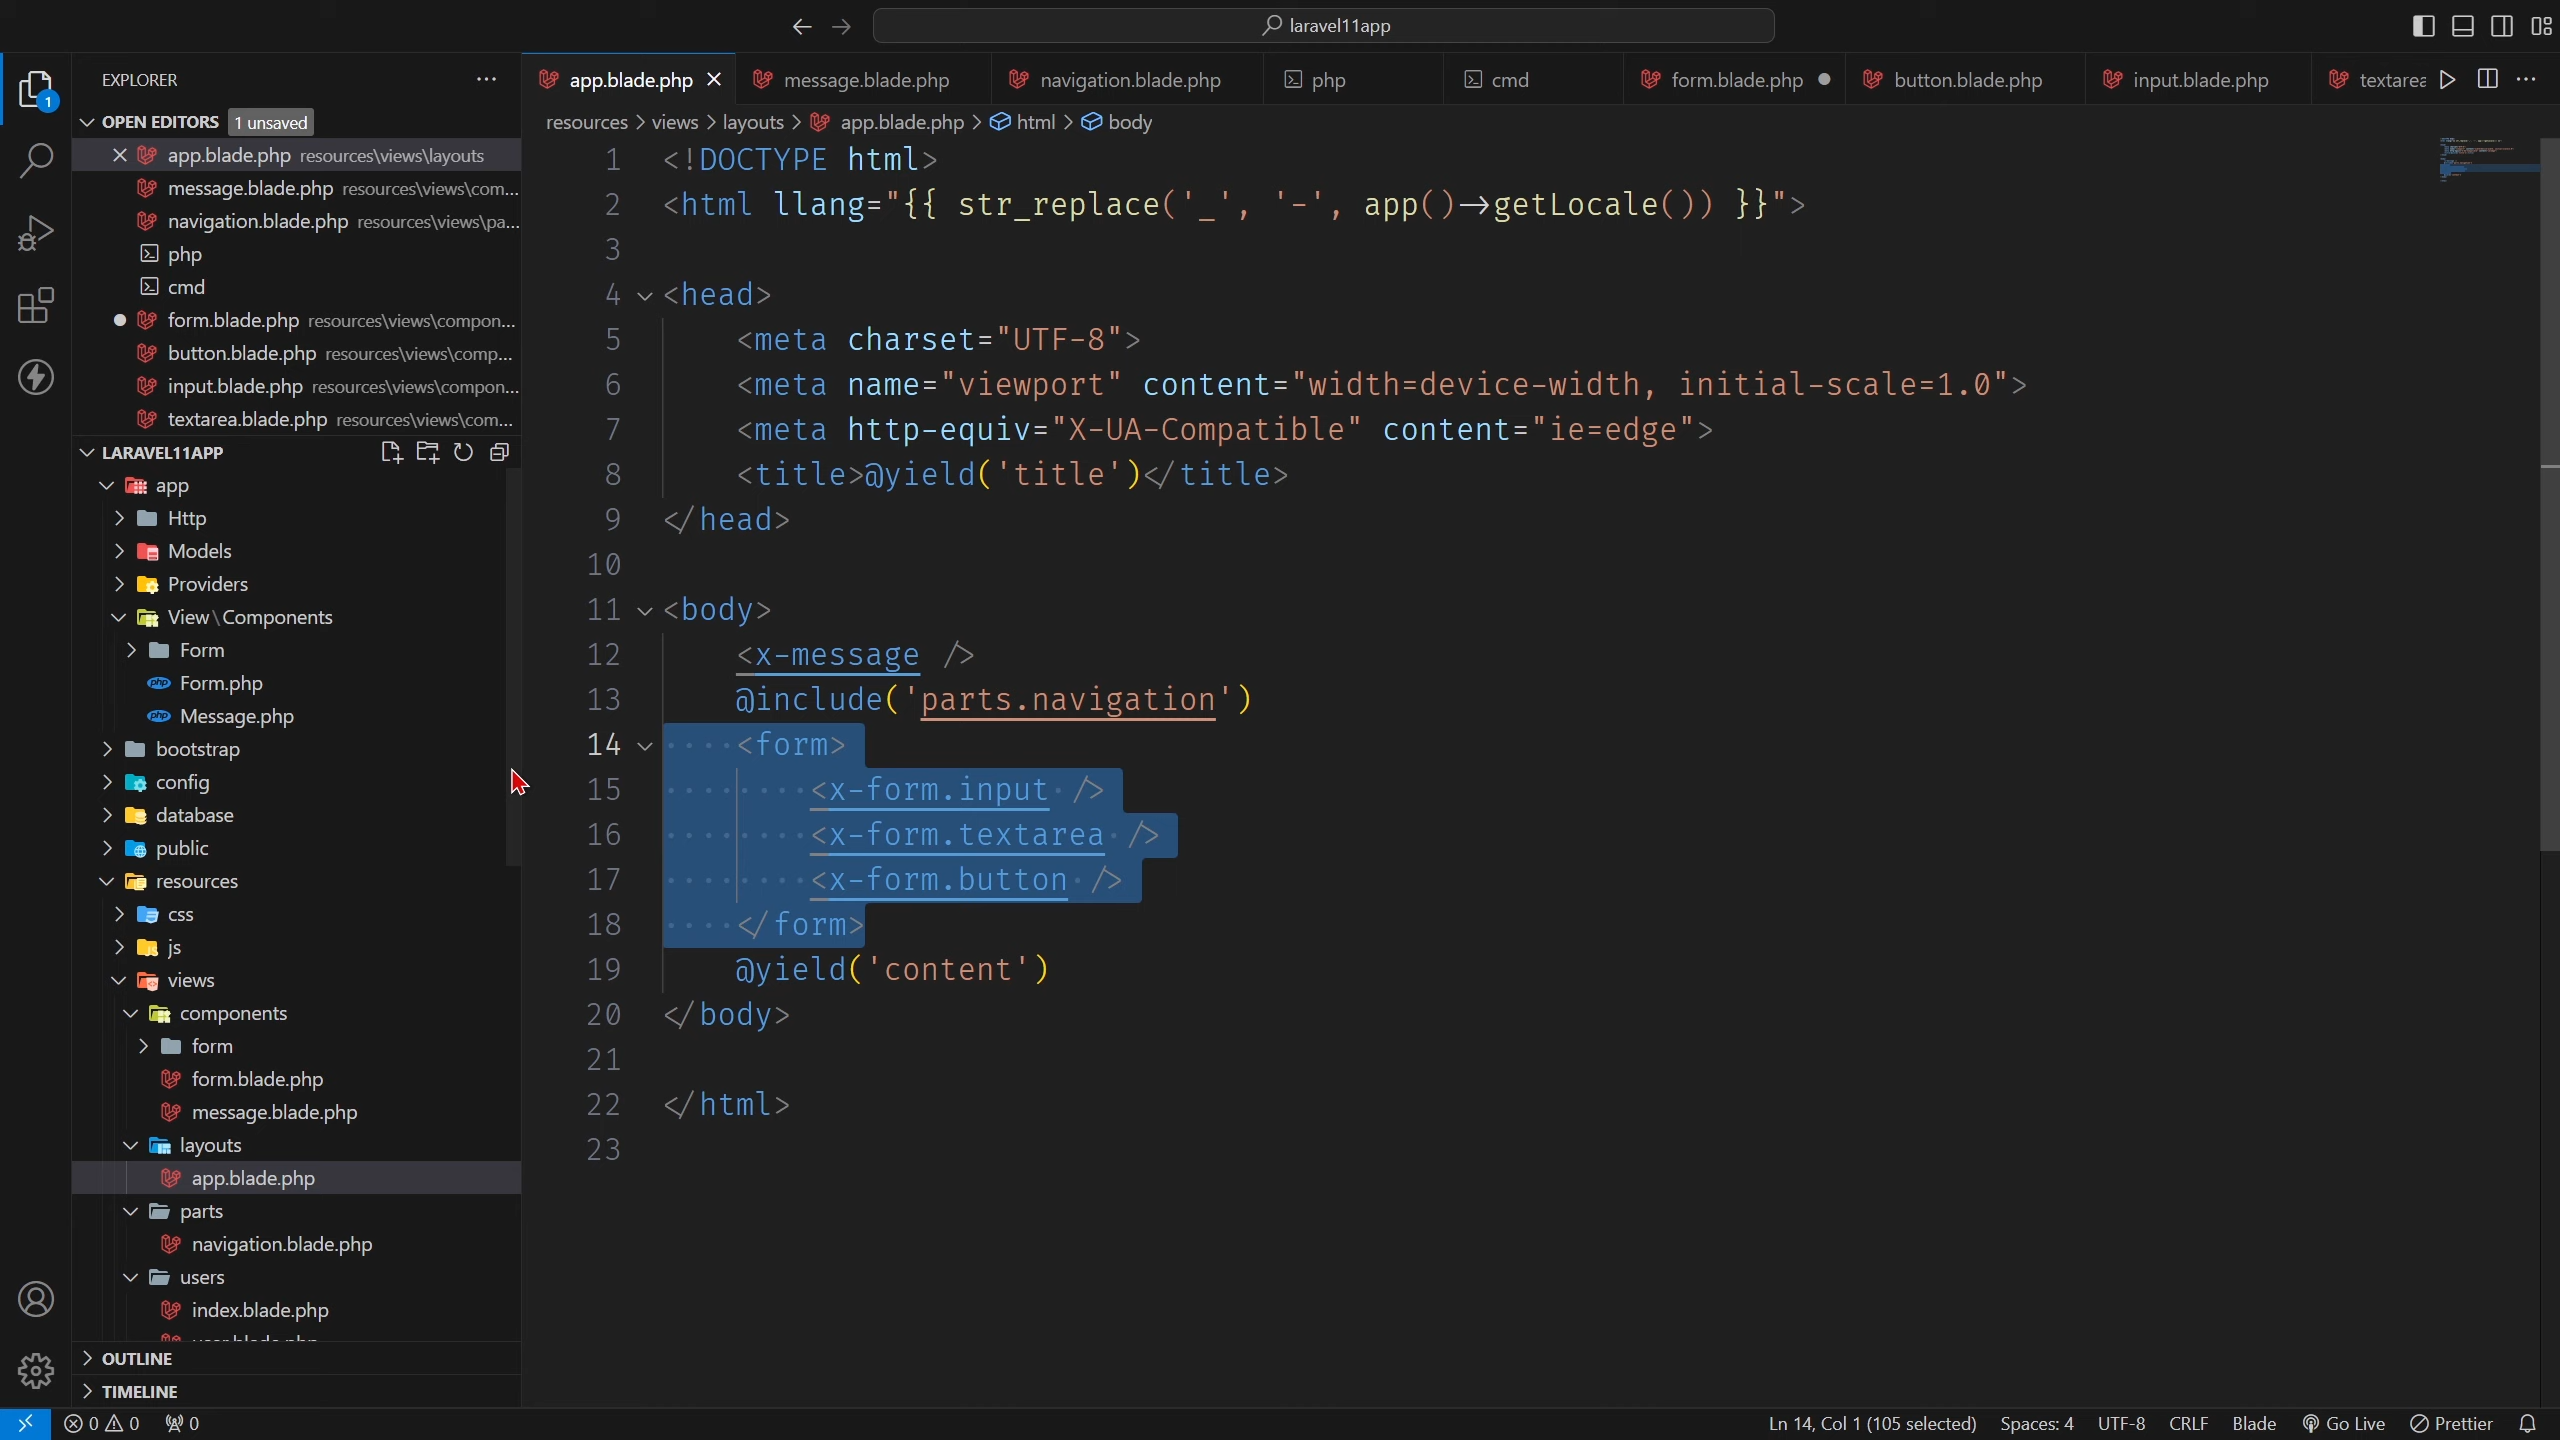 laravel11app
EXPLORER
OPEN EDITORS 1 unsaved
app.blade.php resources\views\layouts
message.blade.php resources\views\com...
navigation.blade.php resources\views\pa...
php
cmd
form.blade.php resources\views\compon...
button.blade.php resources\views\comp...
input.blade.php resources\views\compon...
textarea.blade.php resources\views\com...
LARAVEL11APP
app
Http
Models
Providers
View\Components
Form
Form.php
Message.php
bootstrap
config
database
public
resources
css
js
views
components
form
form.blade.php
message.blade.php
layouts
app.blade.php
parts
navigation.blade.php
users
index.blade.php
OUTLINE
TIMELINE
app.blade.php message.blade.php navigation.blade.php php cmd form.blade.php button.blade.php input.blade.php textarea
resources > views > layouts > app.blade.php > html > body
1 <!DOCTYPE html>
2 <html llang="{{ str_replace('_', '-', app()->getLocale()) }}">
3
4 <head>
5 <meta charset="UTF-8">
6 <meta name="viewport" content="width=device-width, initial-scale=1.0">
7 <meta http-equiv="X-UA-Compatible" content="ie=edge">
8 <title>@yield('title')</title>
9 </head>
10
11 <body>
12 <x-message />
13 @include('parts.navigation')
14 <form>
15 <x-form.input />
16 <x-form.textarea />
17 <x-form.button />
18 </form>
19 @yield('content')
20 </body>
21
22 </html>
23
1
0 0 0 Ln 14, Col 1 (105 selected) Spaces: 4 UTF-8 CRLF Blade Go Live Prettier